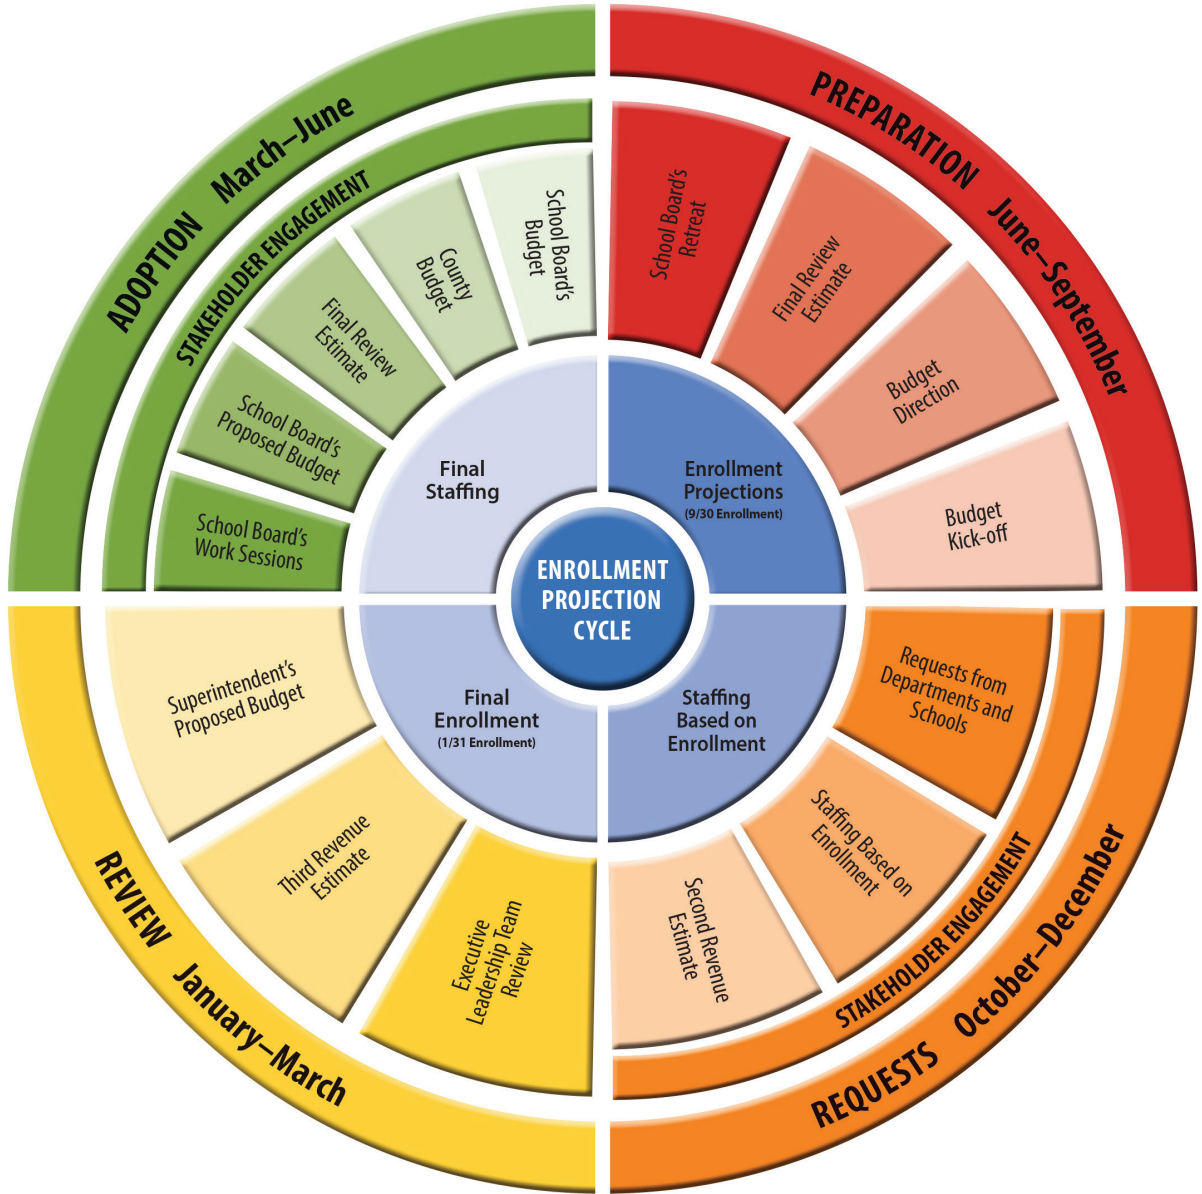 PREPARATION June–September
School Board's
Retreat
Final Review
Estimate
Budget
Direction
Budget
Kick-off
Enrollment
Projections
(9/30 Enrollment)
REQUESTS October–December
STAKEHOLDER ENGAGEMENT
Requests from
Departments and
Schools
Staffing Based on
Enrollment
Second Revenue
Estimate
Staffing
Based on
Enrollment
REVIEW January–March
Executive
Leadership Team
Review
Third Revenue
Estimate
Superintendent's
Proposed Budget
Final
Enrollment
(1/31 Enrollment)
ADOPTION March–June
STAKEHOLDER ENGAGEMENT
School Board's
Work Sessions
School Board's
Proposed Budget
Final Review
Estimate
County
Budget
School Board's
Budget
Final
Staffing
ENROLLMENT
PROJECTION
CYCLE